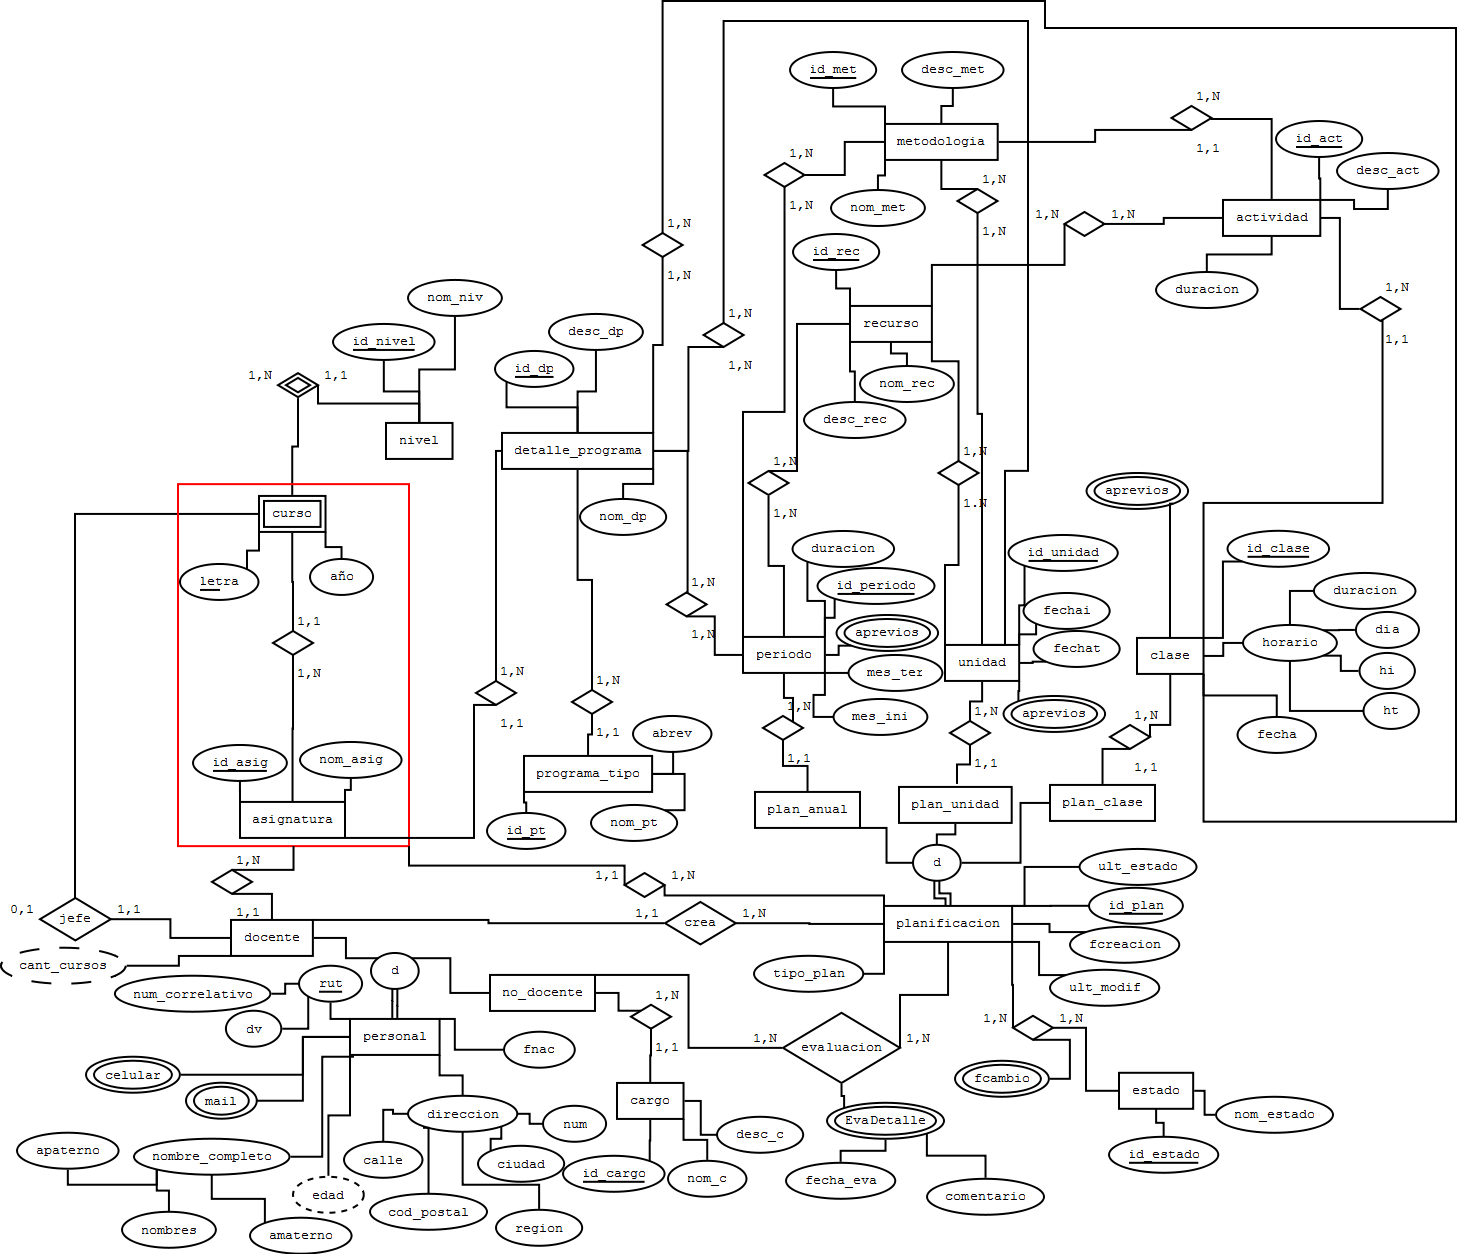 id_met
desc_met
1,N
metodologia
id_act
1,N
1,1
desc_act
1,N
nom_met
1,N
1,N
1,N
1,N
actividad
1,N
1,N
id_rec
1,N
duracion
1,N
nom_niv
1,N
recurso
desc_dp
id_nivel
1,N
1,1
id_dp
1,N
1,N
1,1
nom_rec
desc_rec
nivel
detalle_programa
1,N
1,N
aprevios
1,N
1.N
curso
nom_dp
duracion
id_clase
id_unidad
letra
año
1,N
id_periodo
duracion
fechai
1,1
aprevios
dia
1,N
horario
fechat
periodo
unidad
clase
1,N
1,N
mes_ter
hi
1,N
1,N
1,N
aprevios
1,N
ht
1,1
mes_ini
1,1
abrev
fecha
id_asig
nom_asig
1,1
1,1
1,1
programa_tipo
plan_anual
plan_unidad
plan_clase
asignatura
id_pt
nom_pt
1,N
d
ult_estado
1,1
1,N
id_plan
0,1
jefe
1,1
1,1
1,1
crea
1,N
planificacion
docente
fcreacion
cant_cursos
d
tipo_plan
rut
num_correlativo
no_docente
1,N
ult_modif
dv
personal
1,N
1,N
1,N
1,N
evaluacion
fnac
1,1
celular
fcambio
estado
mail
cargo
direccion
num
EvaDetalle
nom_estado
desc_c
apaterno
nombre_completo
calle
ciudad
id_cargo
nom_c
id_estado
fecha_eva
edad
comentario
cod_postal
nombres
amaterno
region